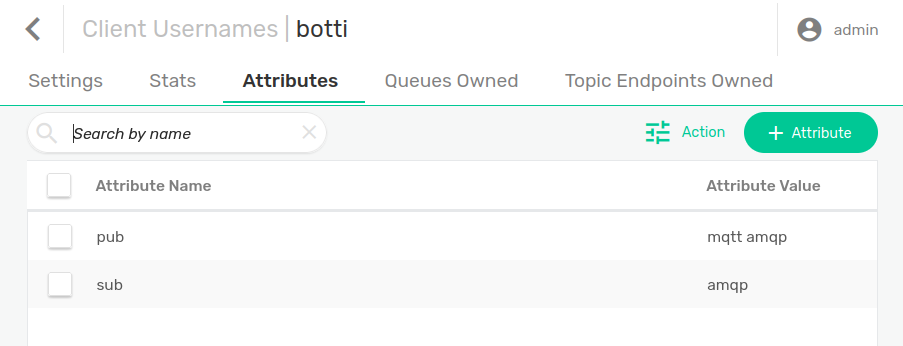 Client Usernames | botti
admin
Settings Stats Attributes Queues Owned Topic Endpoints Owned
Search by name
Action
+ Attribute
Attribute Name Attribute Value
pub mqtt amqp
sub amqp